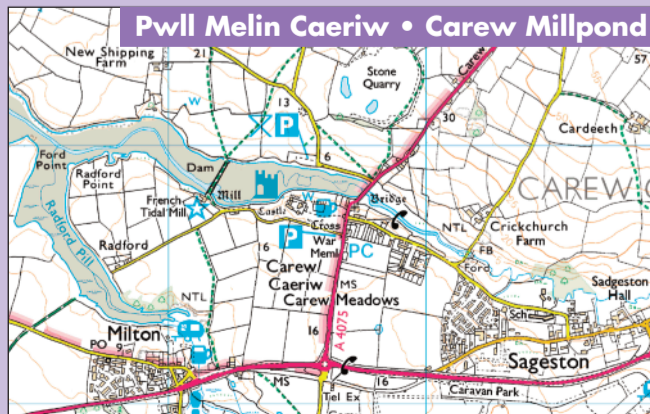 Pwll Melin Caeriw • Carew Millpond
New Shipping
Farm
21
Stone
Quarry
Carew
57
W
13
P
30
Cardeeth
6
Ford
Point
Radford
Point
Dam
CAREW
French
Tidal Mill
Mill
Castle
W
Bridge
Radford Pill
Cross
NTL
Crickchurch
Farm
P
War
Meml
PC
FB
Ford
Radford
16
Carew/
Caeriw
MS
Carew Meadows
Sadgeston
Hall
NTL
Sch
16
A 4075
Milton
PO
9
Sageston
MS
16
Caravan Park
Tel Ex